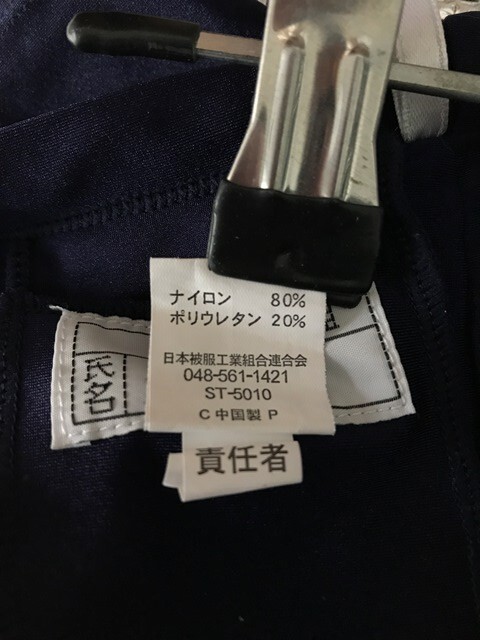 ナイロン 80%
ポリウレタン 20%
日本被服工業組合連合会
048-561-1421
ST-5010
C 中国製 P
氏名
責任者